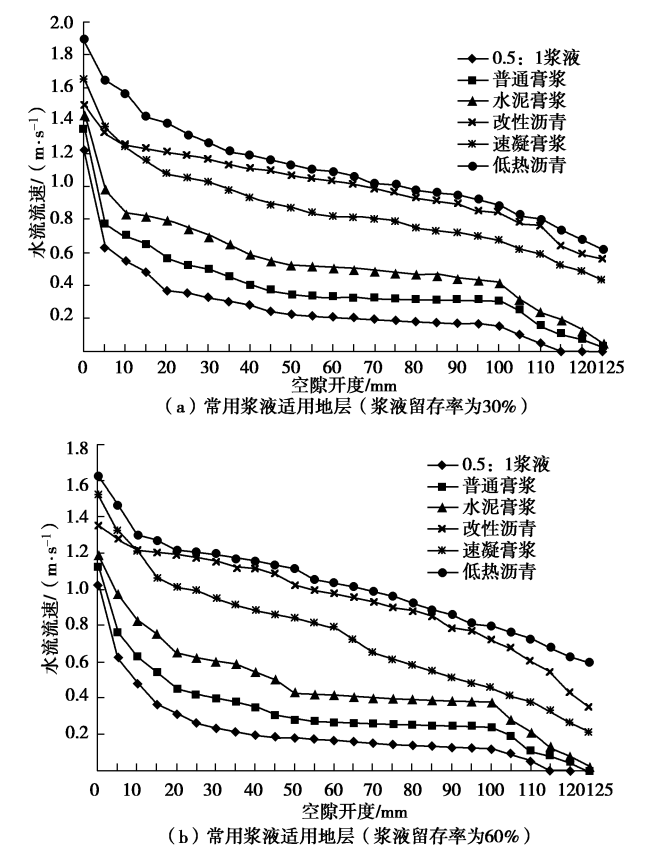 2.0
1.8
1.6
1.4
1.2
1.0
0.8
0.6
0.4
0.2
水流流速/(m·s⁻¹)
0.5：1浆液
普通膏浆
水泥膏浆
改性沥青
速凝膏浆
低热沥青
0 10 20 30 40 50 60 70 80 90 100 110 120 125
空隙开度/mm
(a) 常用浆液适用地层（浆液留存率为30%）
1.8
1.6
1.4
1.2
1.0
0.8
0.6
0.4
0.2
水流流速/(m·s⁻¹)
0.5：1浆液
普通膏浆
水泥膏浆
改性沥青
速凝膏浆
低热沥青
0 10 20 30 40 50 60 70 80 90 100 110 120 125
空隙开度/mm
(b) 常用浆液适用地层（浆液留存率为60%）